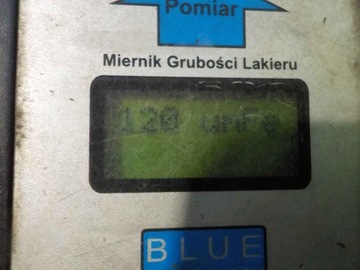 Pomiar
Miernik Grubości Lakieru
120 umFe
BLUE